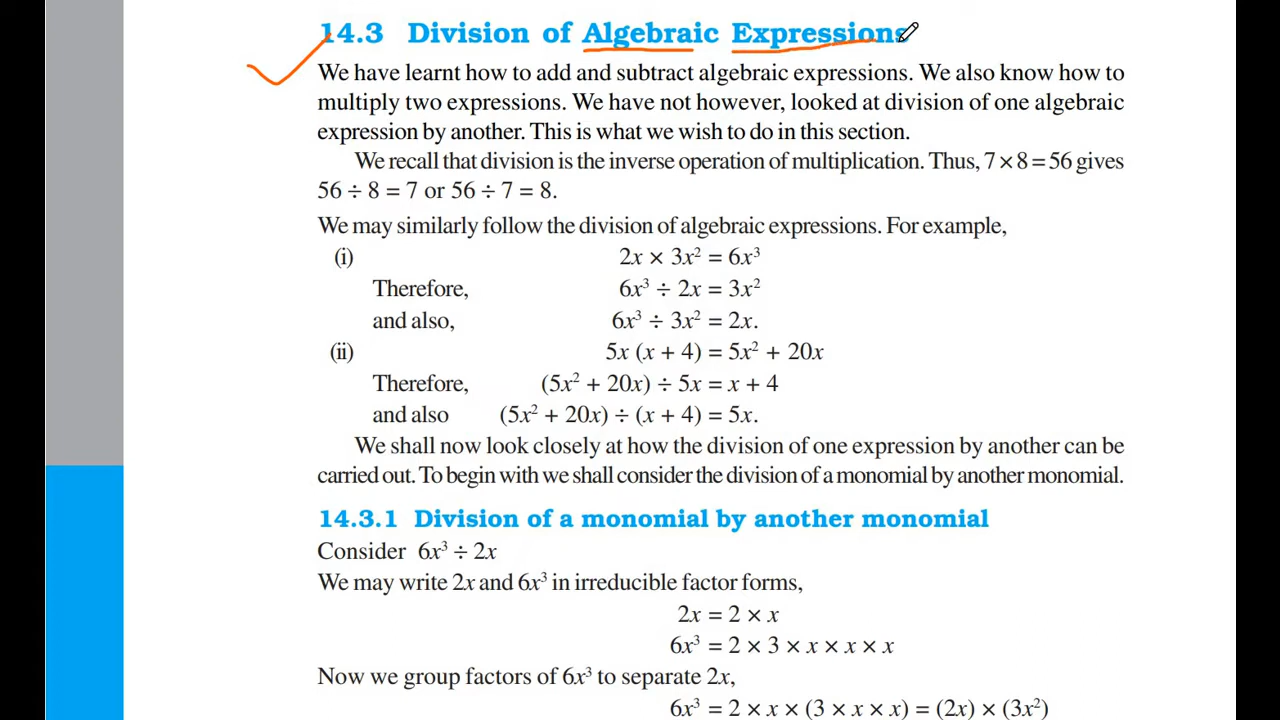 14.3 Division of Algebraic Expressions
We have learnt how to add and subtract algebraic expressions. We also know how to
multiply two expressions. We have not however, looked at division of one algebraic
expression by another. This is what we wish to do in this section.
We recall that division is the inverse operation of multiplication. Thus, 7 × 8 = 56 gives
56 ÷ 8 = 7 or 56 ÷ 7 = 8.
We may similarly follow the division of algebraic expressions. For example,
(i) 2x × 3x² = 6x³
Therefore, 6x³ ÷ 2x = 3x²
and also, 6x³ ÷ 3x² = 2x.
(ii) 5x (x + 4) = 5x² + 20x
Therefore, (5x² + 20x) ÷ 5x = x + 4
and also (5x² + 20x) ÷ (x + 4) = 5x.
We shall now look closely at how the division of one expression by another can be
carried out. To begin with we shall consider the division of a monomial by another monomial.
14.3.1 Division of a monomial by another monomial
Consider 6x³ ÷ 2x
We may write 2x and 6x³ in irreducible factor forms,
2x = 2 × x
6x³ = 2 × 3 × x × x × x
Now we group factors of 6x³ to separate 2x,
6x³ = 2 × x × (3 × x × x) = (2x) × (3x²)